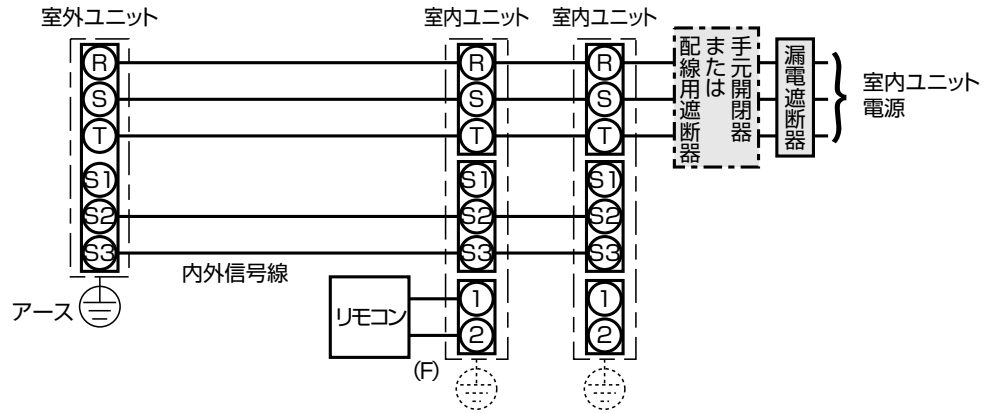 室外ユニット
室内ユニット
室内ユニット
R
S
T
S1
S2
S3
R
S
T
S1
S2
S3
1
2
R
S
T
S1
S2
S3
1
2
手元開閉器
または
配線用遮断器
漏電遮断器
室内ユニット
電源
内外信号線
アース
リモコン
(F)